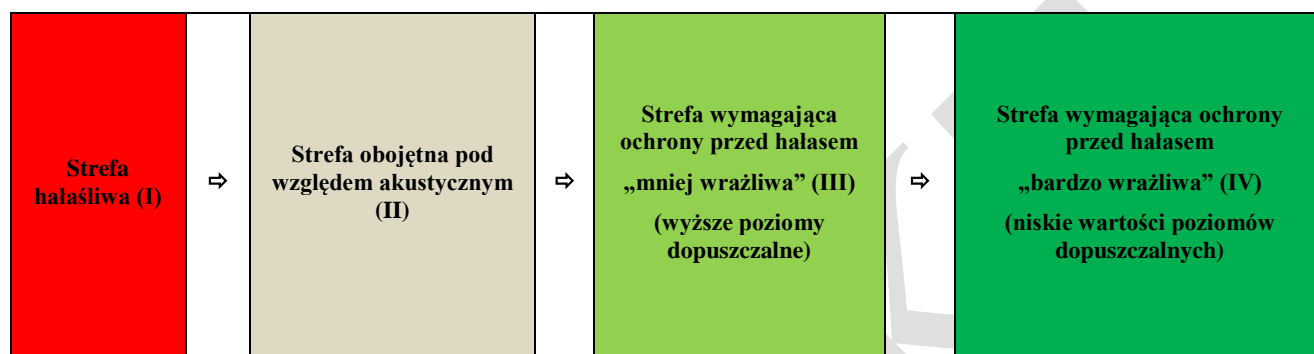 Strefa
hałaśliwa (I)
⇨
Strefa obojętna pod
względem akustycznym
(II)
⇨
Strefa wymagająca
ochrony przed hałasem
„mniej wrażliwa” (III)
(wyższe poziomy
dopuszczalne)
⇨
Strefa wymagająca ochrony
przed hałasem
„bardzo wrażliwa” (IV)
(niskie wartości poziomów
dopuszczalnych)